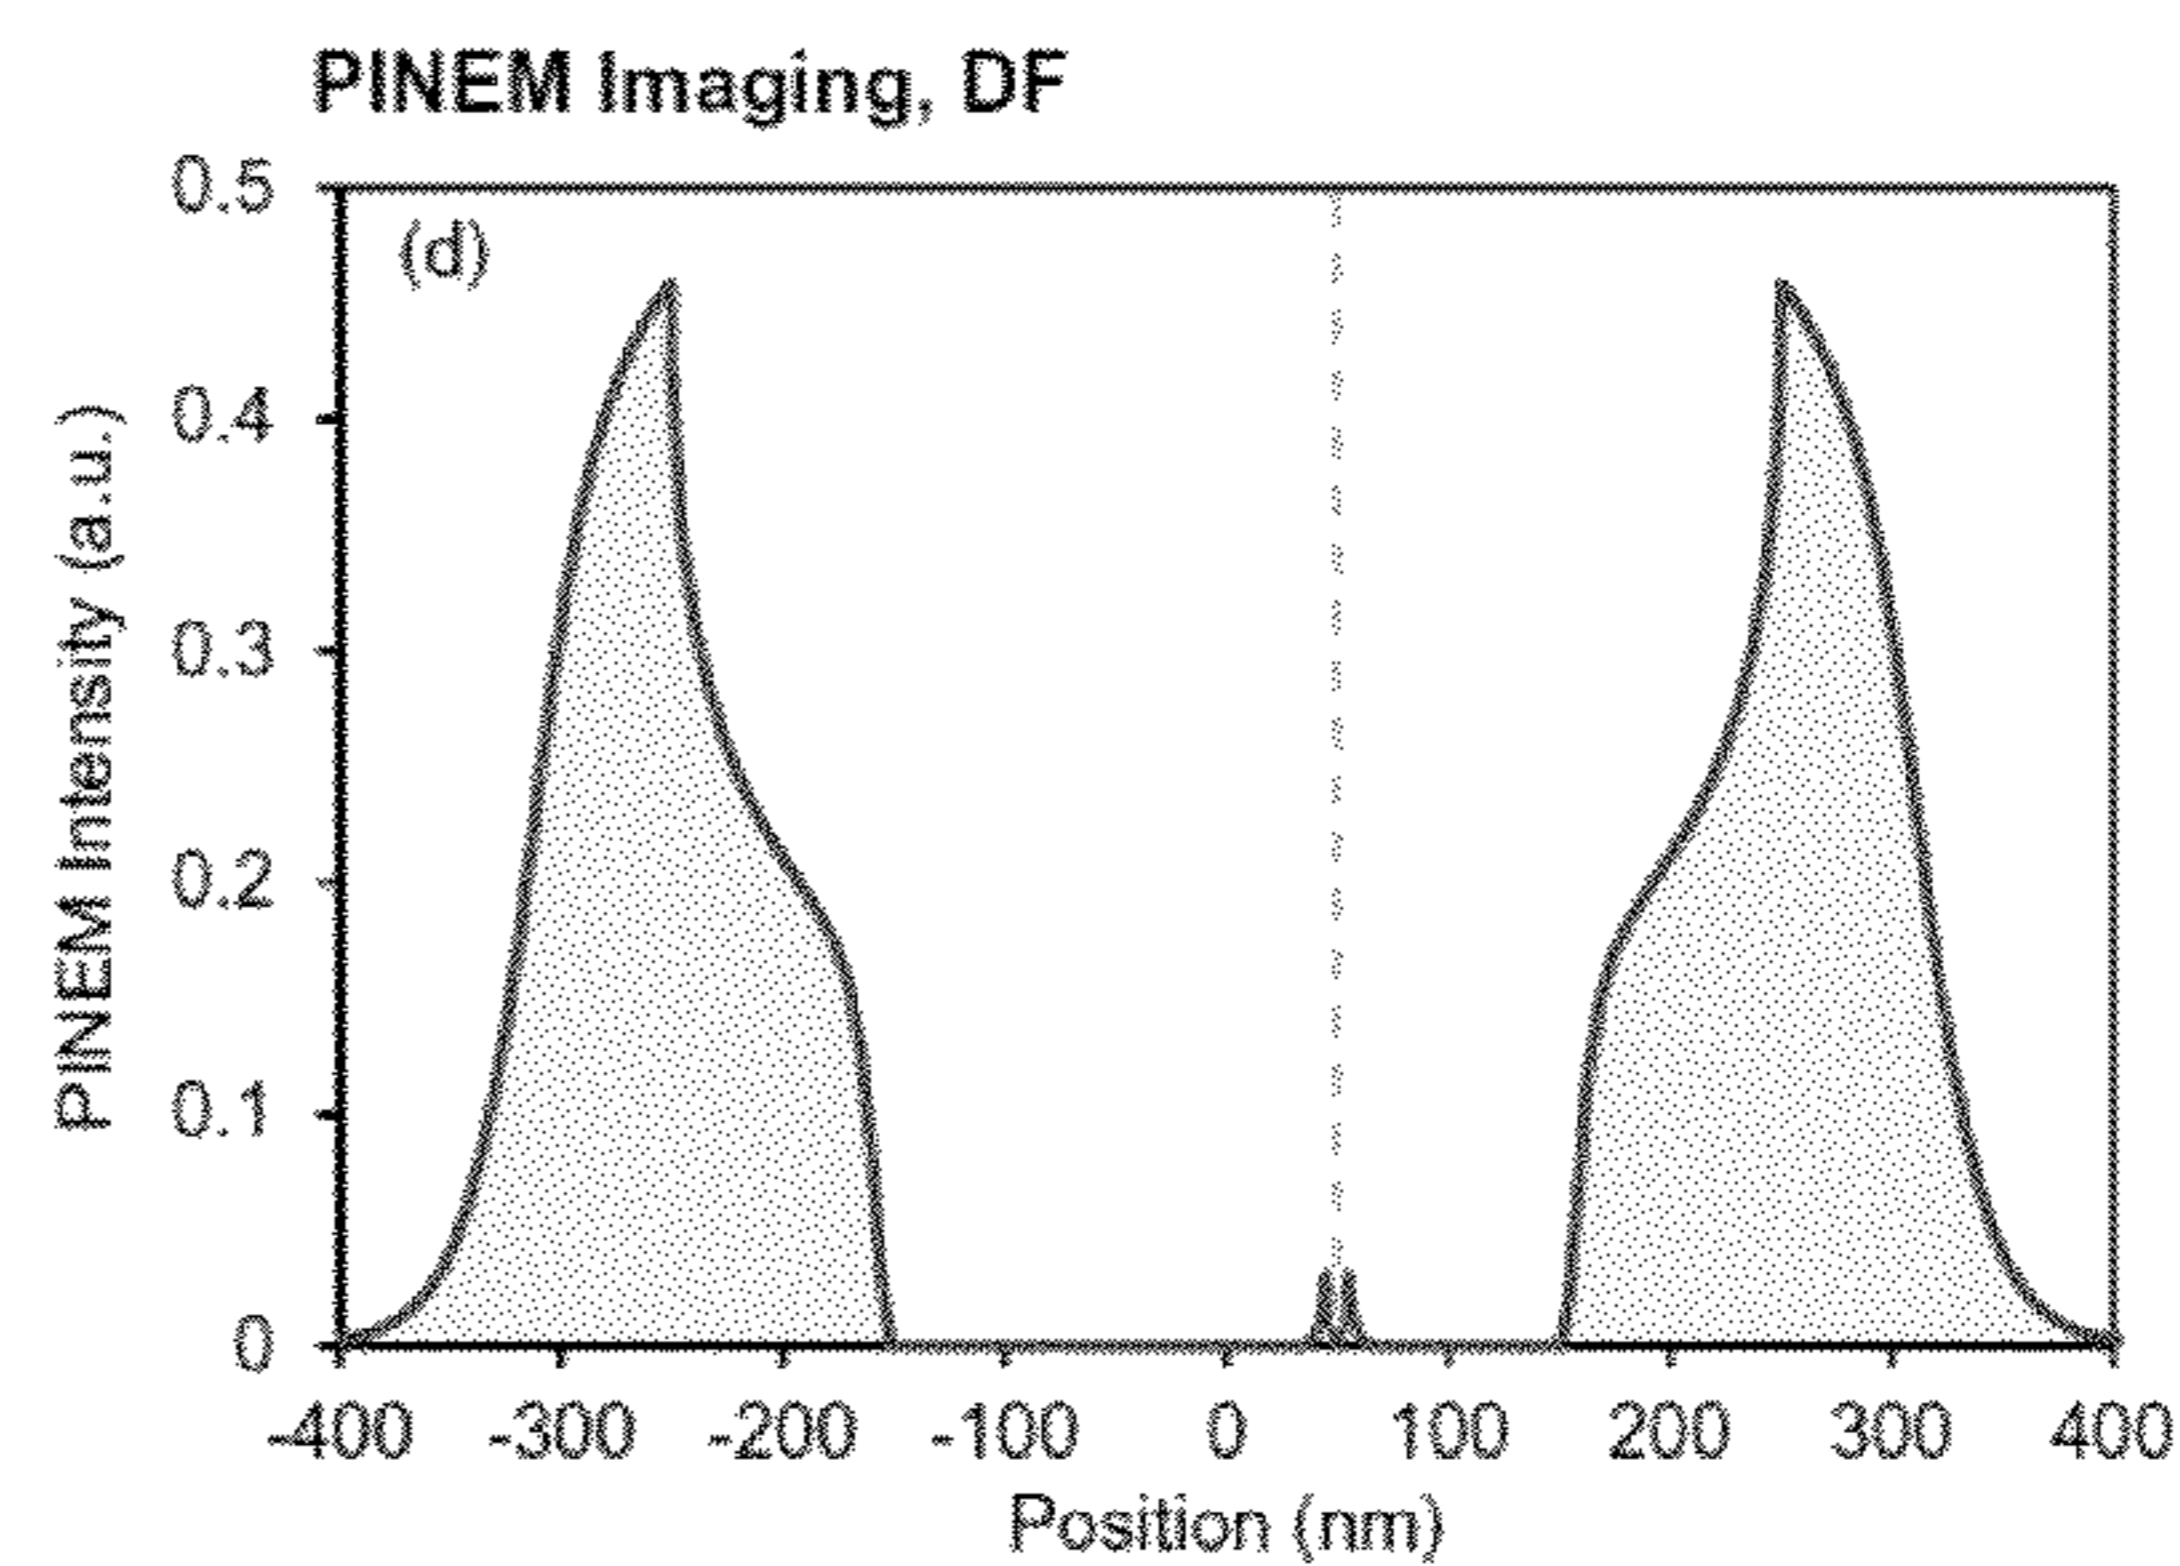 PINEM Imaging, DF
(d)
PINEM Intensity (a.u.)
0.5
0.4
0.3
0.2
0.1
0
-400 -300 -200 -100 0 100 200 300 400
Position (nm)